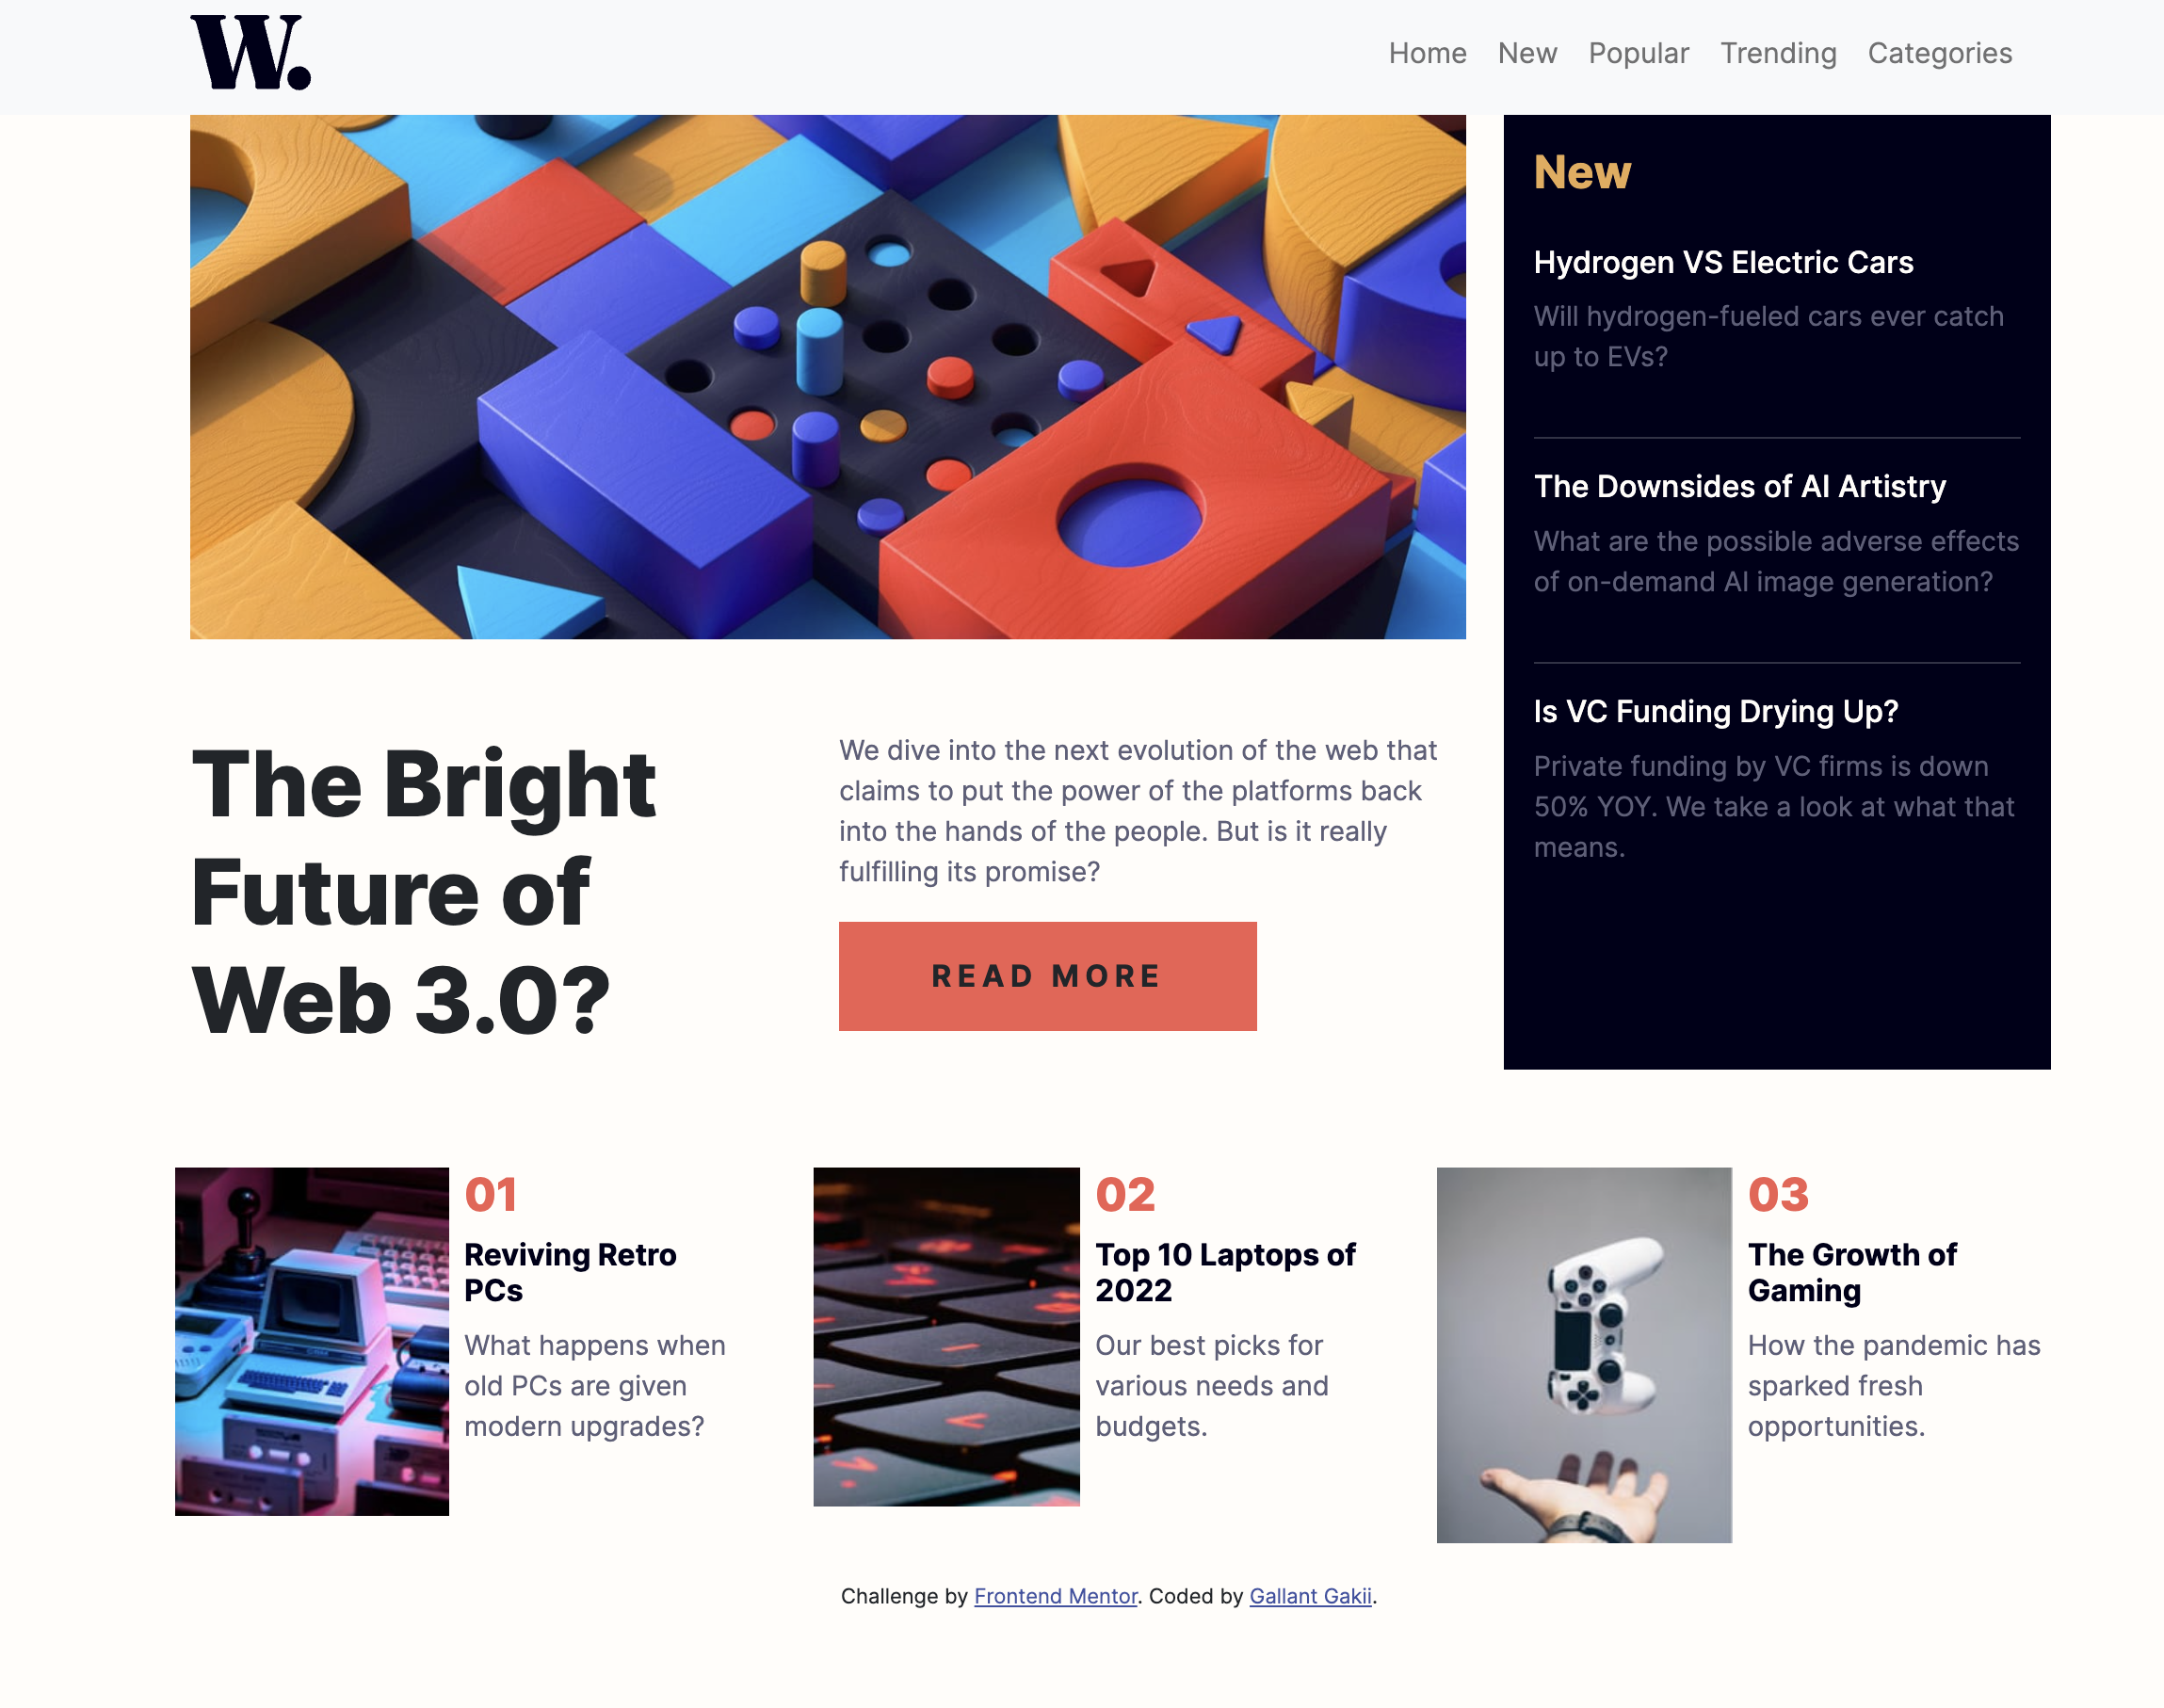 W.
Home New Popular Trending Categories
New
Hydrogen VS Electric Cars
Will hydrogen-fueled cars ever catch
up to EVs?
The Downsides of AI Artistry
What are the possible adverse effects
of on-demand AI image generation?
Is VC Funding Drying Up?
Private funding by VC firms is down
50% YOY. We take a look at what that
means.
The Bright
Future of
Web 3.0?
We dive into the next evolution of the web that
claims to put the power of the platforms back
into the hands of the people. But is it really
fulfilling its promise?
READ MORE
01
Reviving Retro
PCs
What happens when
old PCs are given
modern upgrades?
02
Top 10 Laptops of
2022
Our best picks for
various needs and
budgets.
03
The Growth of
Gaming
How the pandemic has
sparked fresh
opportunities.
Challenge by Frontend Mentor. Coded by Gallant Gakii.